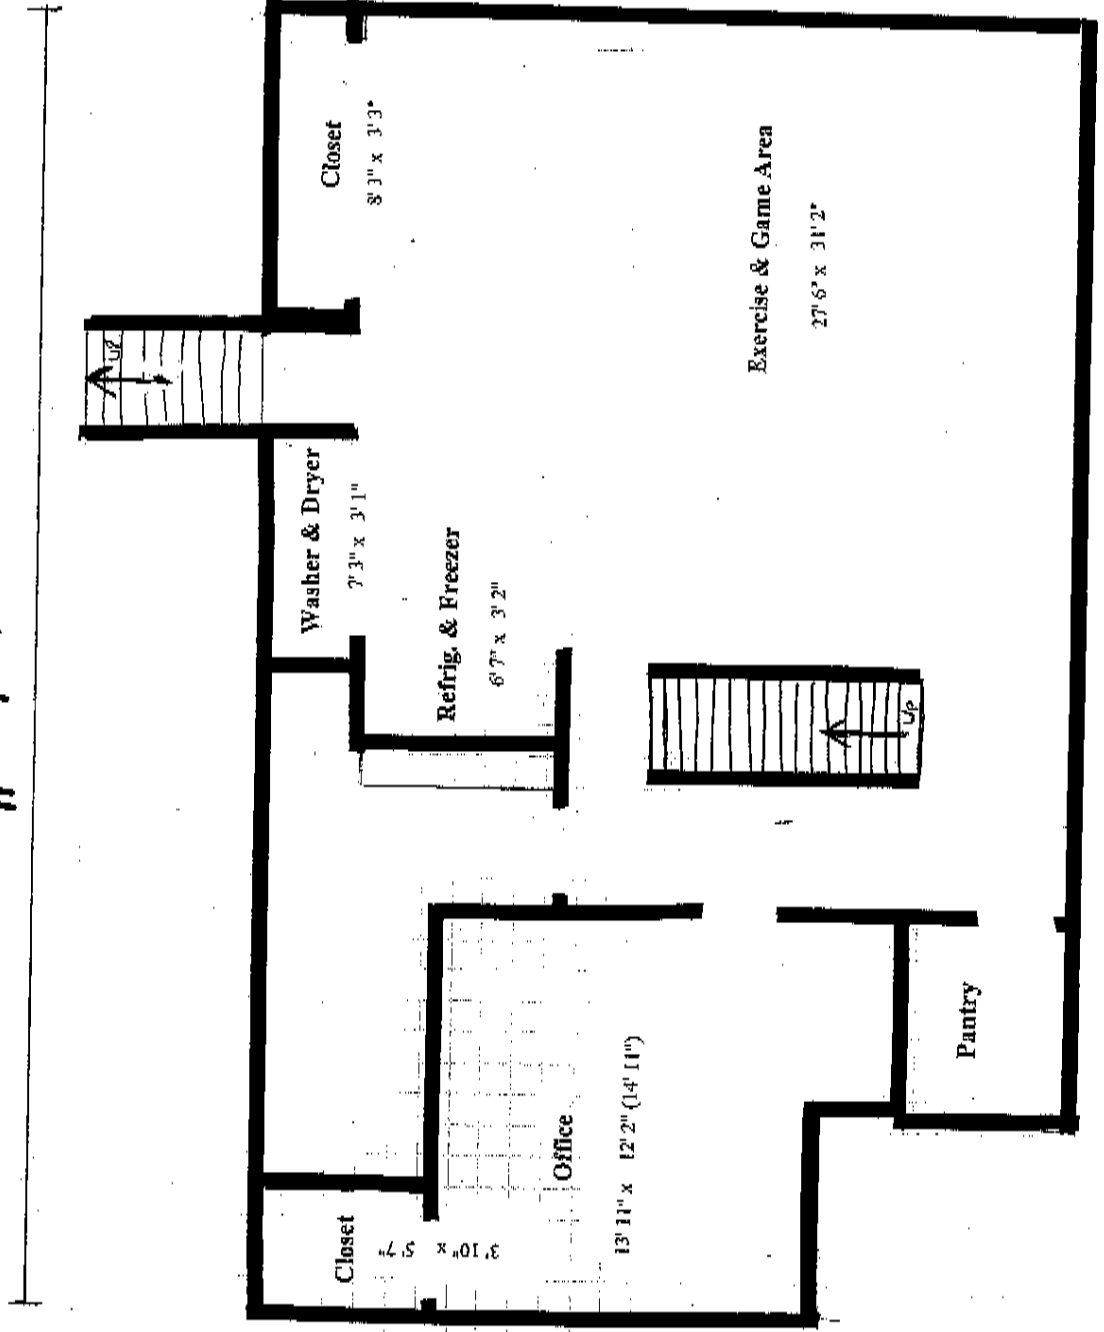 Closet
8' 3" x 3' 3"
up
Washer & Dryer
7' 3" x 3' 1"
Refrig. & Freezer
6' 7" x 3' 2"
Exercise & Game Area
27' 6" x 31' 2"
up
Closet
3' 10" x 5' 7"
Office
13' 11" x 12' 2" (14' 11")
Pantry